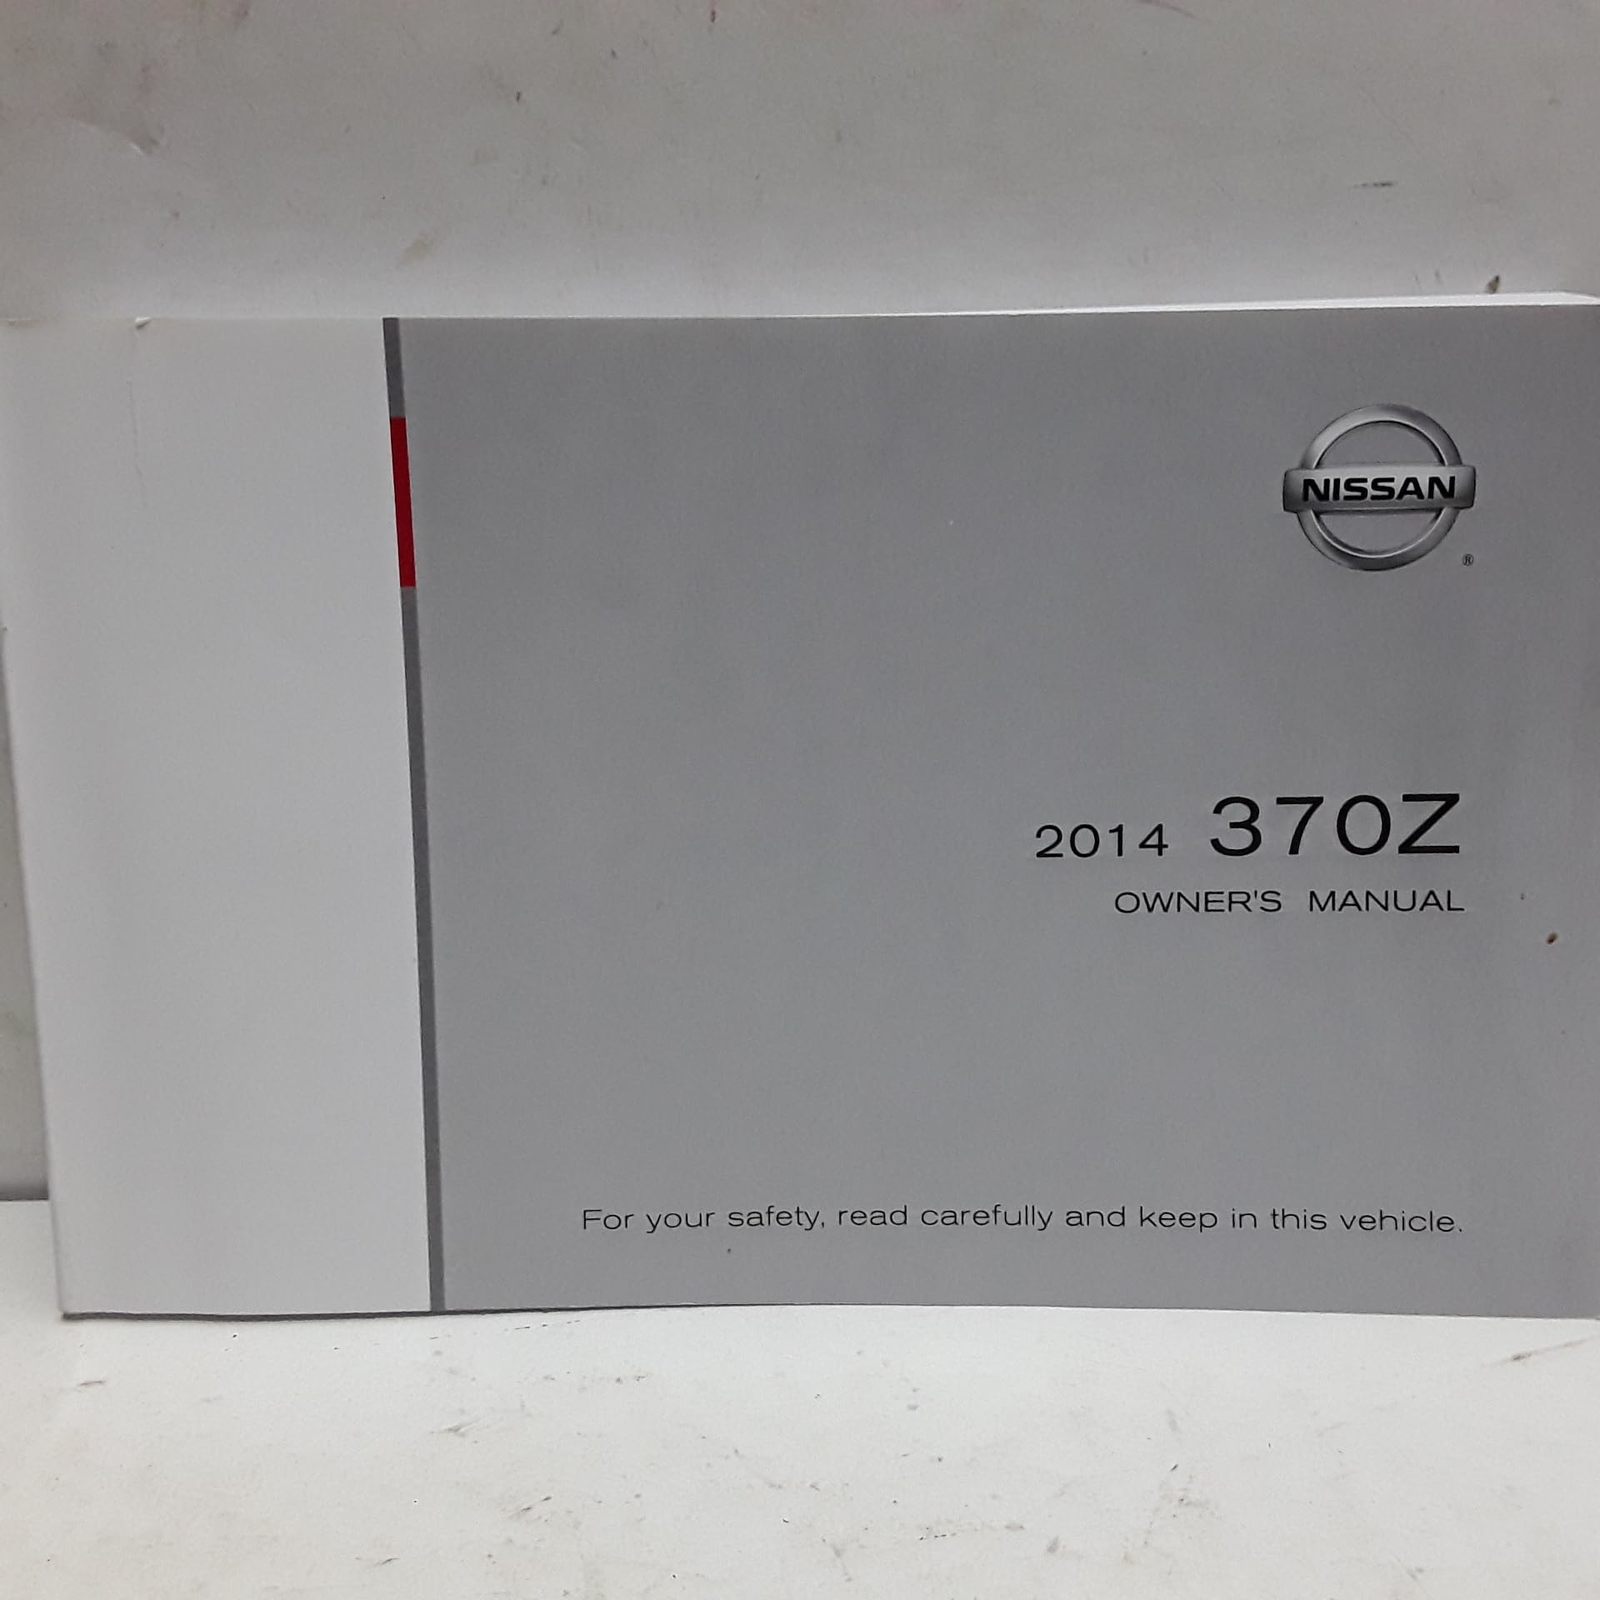 NISSAN
®
2014 370Z
OWNER'S MANUAL
For your safety, read carefully and keep in this vehicle.